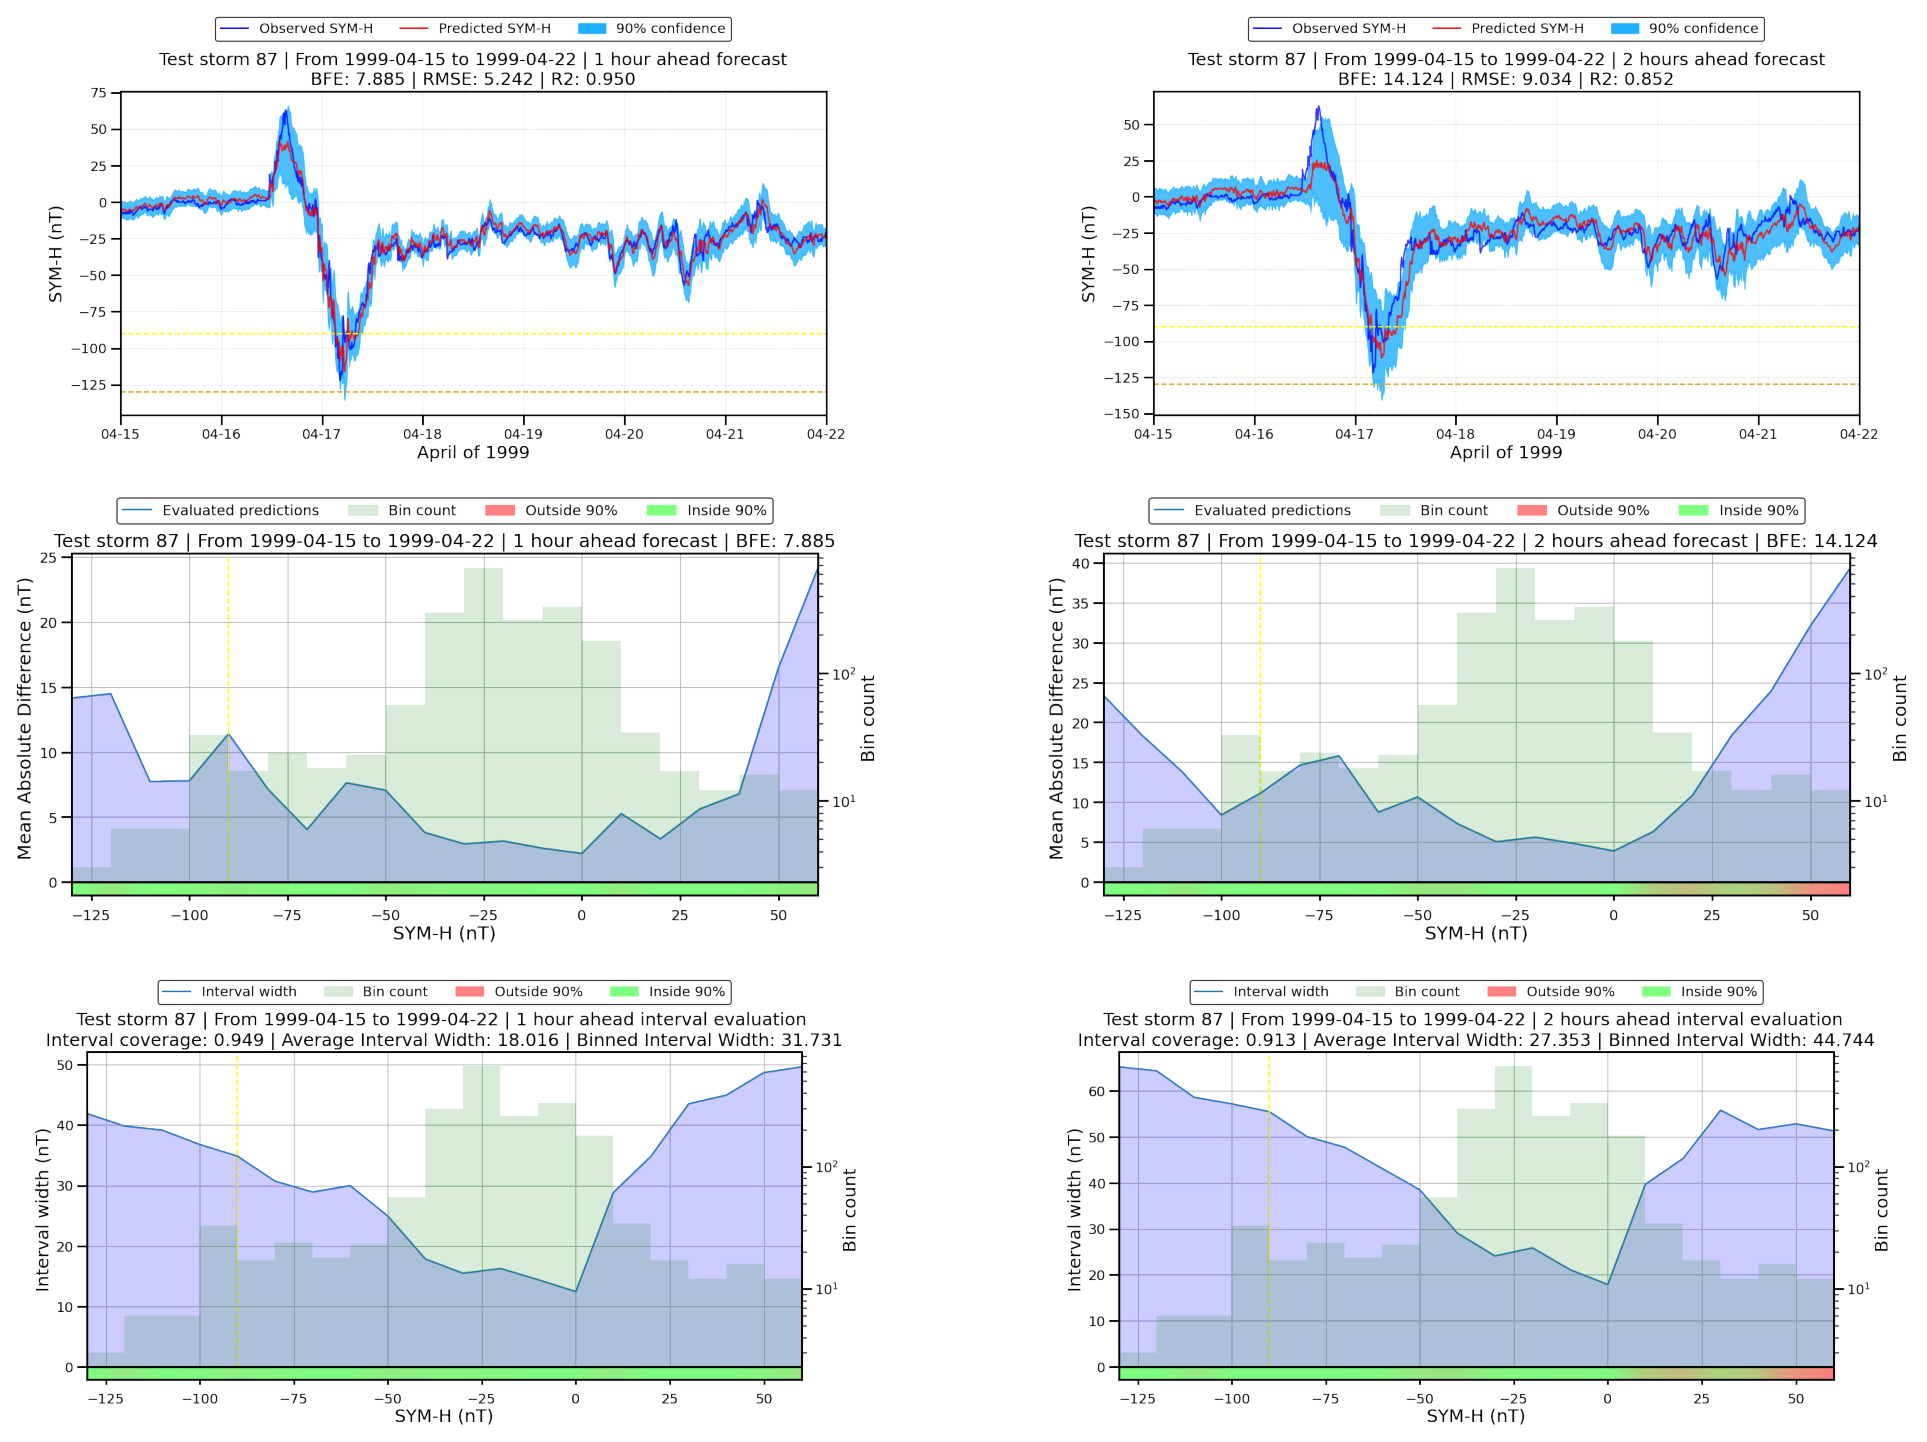 Observed SYM-H Predicted SYM-H 90% confidence
Test storm 87 | From 1999-04-15 to 1999-04-22 | 1 hour ahead forecast
BFE: 7.885 | RMSE: 5.242 | R2: 0.950
75
50
25
0
−25
−50
−75
−100
−125
SYM-H (nT)
04-15 04-16 04-17 04-18 04-19 04-20 04-21 04-22
April of 1999
Observed SYM-H Predicted SYM-H 90% confidence
Test storm 87 | From 1999-04-15 to 1999-04-22 | 2 hours ahead forecast
BFE: 14.124 | RMSE: 9.034 | R2: 0.852
50
25
0
−25
−50
−75
−100
−125
−150
SYM-H (nT)
04-15 04-16 04-17 04-18 04-19 04-20 04-21 04-22
April of 1999
Evaluated predictions Bin count Outside 90% Inside 90%
Test storm 87 | From 1999-04-15 to 1999-04-22 | 1 hour ahead forecast | BFE: 7.885
25
20
15
10
5
0
Mean Absolute Difference (nT)
10²
10¹
Bin count
−125 −100 −75 −50 −25 0 25 50
SYM-H (nT)
Evaluated predictions Bin count Outside 90% Inside 90%
Test storm 87 | From 1999-04-15 to 1999-04-22 | 2 hours ahead forecast | BFE: 14.124
40
35
30
25
20
15
10
5
0
Mean Absolute Difference (nT)
10²
10¹
Bin count
−125 −100 −75 −50 −25 0 25 50
SYM-H (nT)
Interval width Bin count Outside 90% Inside 90%
Test storm 87 | From 1999-04-15 to 1999-04-22 | 1 hour ahead interval evaluation
Interval coverage: 0.949 | Average Interval Width: 18.016 | Binned Interval Width: 31.731
50
40
30
20
10
0
Interval width (nT)
10²
10¹
Bin count
−125 −100 −75 −50 −25 0 25 50
SYM-H (nT)
Interval width Bin count Outside 90% Inside 90%
Test storm 87 | From 1999-04-15 to 1999-04-22 | 2 hours ahead interval evaluation
Interval coverage: 0.913 | Average Interval Width: 27.353 | Binned Interval Width: 44.744
60
50
40
30
20
10
0
Interval width (nT)
10²
10¹
Bin count
−125 −100 −75 −50 −25 0 25 50
SYM-H (nT)